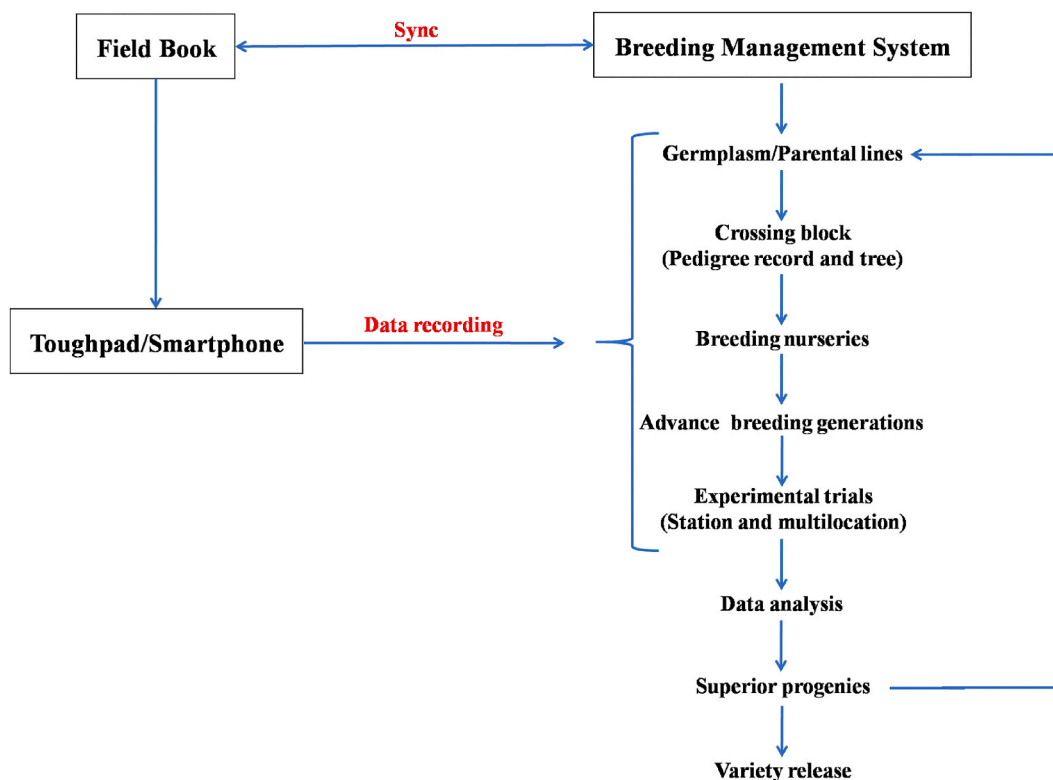 Sync
Field Book
Breeding Management System
Germplasm/Parental lines
Crossing block
(Pedigree record and tree)
Toughpad/Smartphone
Data recording
Breeding nurseries
Advance breeding generations
Experimental trials
(Station and multilocation)
Data analysis
Superior progenies
Variety release